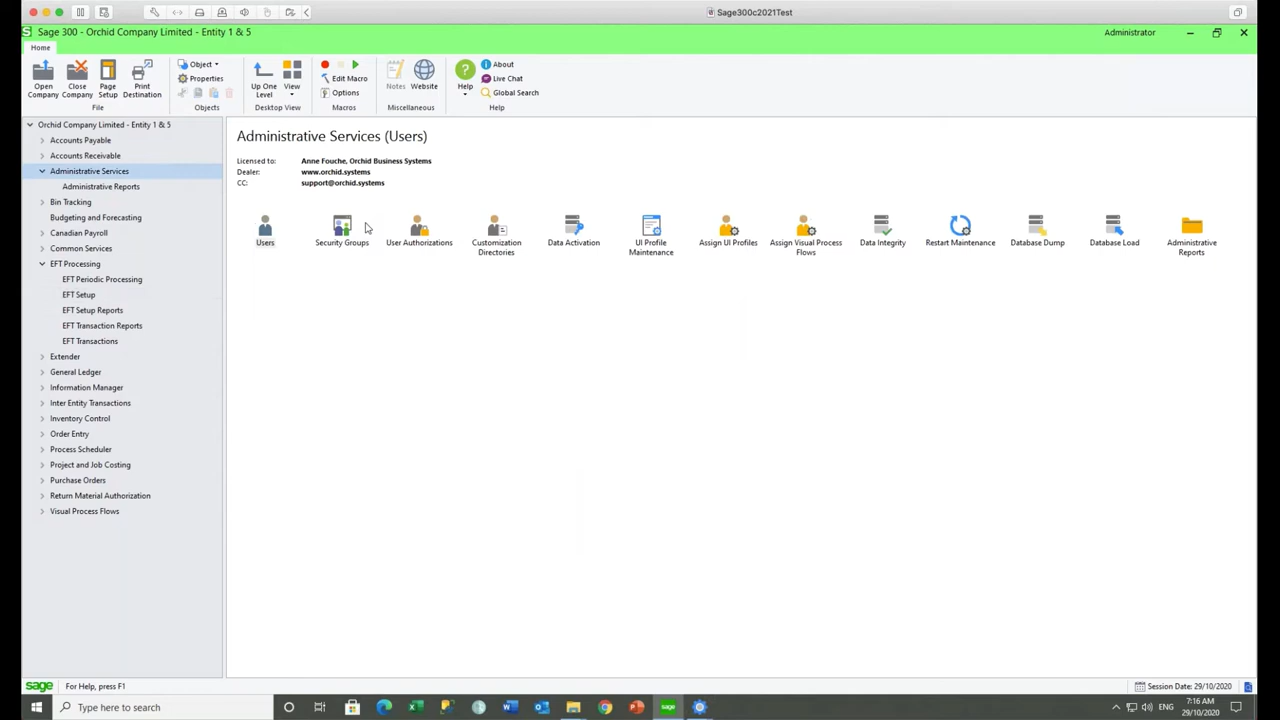 Sage300c2021Test
Sage 300 - Orchid Company Limited - Entity 1 & 5
Administrator
Home
Open Company
Close Company
Page Setup
Print Destination
File
Object
Properties
Objects
Up One Level
View
Desktop View
Edit Macro
Options
Macros
Notes
Website
Miscellaneous
Help
About
Live Chat
Global Search
Help
Orchid Company Limited - Entity 1 & 5
Accounts Payable
Accounts Receivable
Administrative Services
Administrative Reports
Bin Tracking
Budgeting and Forecasting
Canadian Payroll
Common Services
EFT Processing
EFT Periodic Processing
EFT Setup
EFT Setup Reports
EFT Transaction Reports
EFT Transactions
Extender
General Ledger
Information Manager
Inter Entity Transactions
Inventory Control
Order Entry
Process Scheduler
Project and Job Costing
Purchase Orders
Return Material Authorization
Visual Process Flows
Administrative Services (Users)
Licensed to: Anne Fouche, Orchid Business Systems
Dealer: www.orchid.systems
CC: support@orchid.systems
Users
Security Groups
User Authorizations
Customization Directories
Data Activation
UI Profile Maintenance
Assign UI Profiles
Assign Visual Process Flows
Data Integrity
Restart Maintenance
Database Dump
Database Load
Administrative Reports
sage
For Help, press F1
Session Date: 29/10/2020
Type here to search
sage
ENG
7:16 AM
29/10/2020